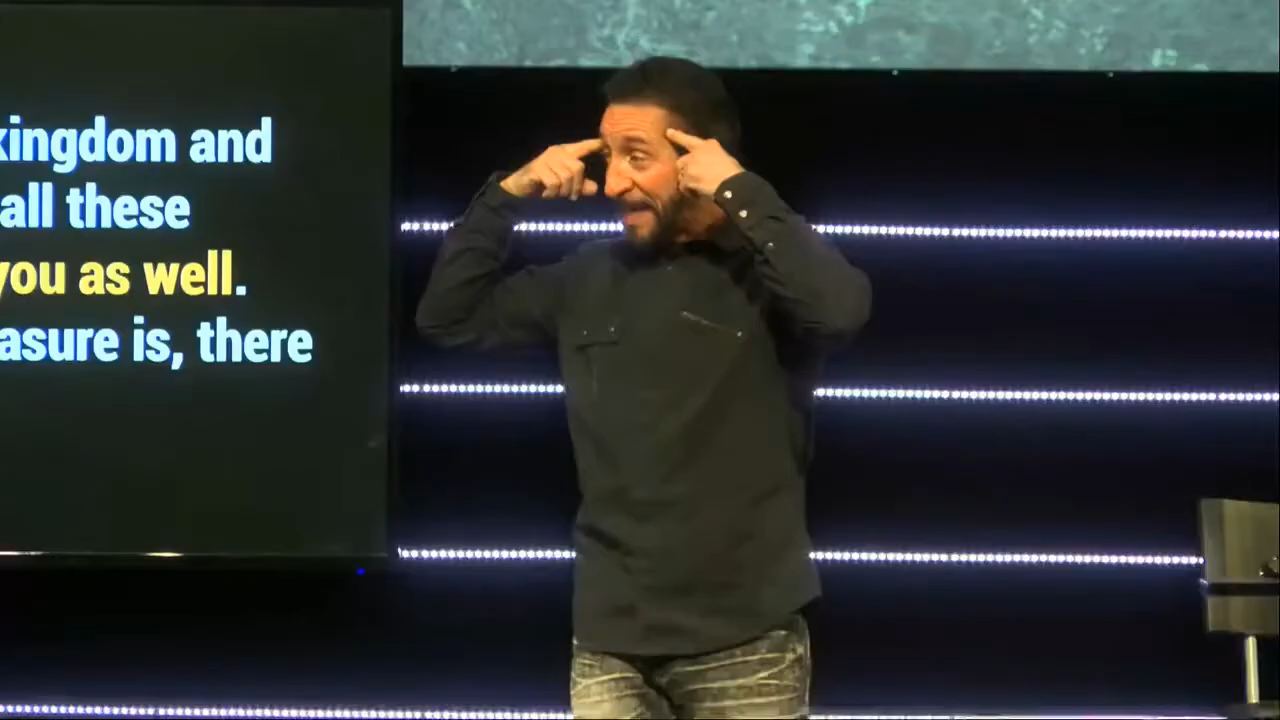 kingdom and
all these
you as well.
asure is, there